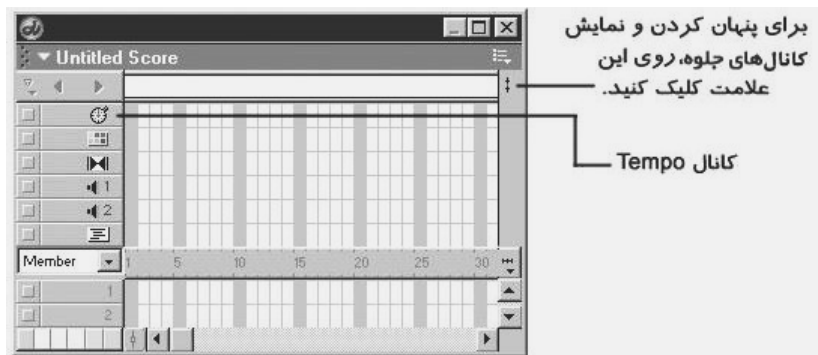 Untitled Score
برای پنهان کردن و نمایش
کانال‌های جلوه، روی این
علامت کلیک کنید.
کانال Tempo
1
2
Member
1 5 10 15 20 25 30
1
2